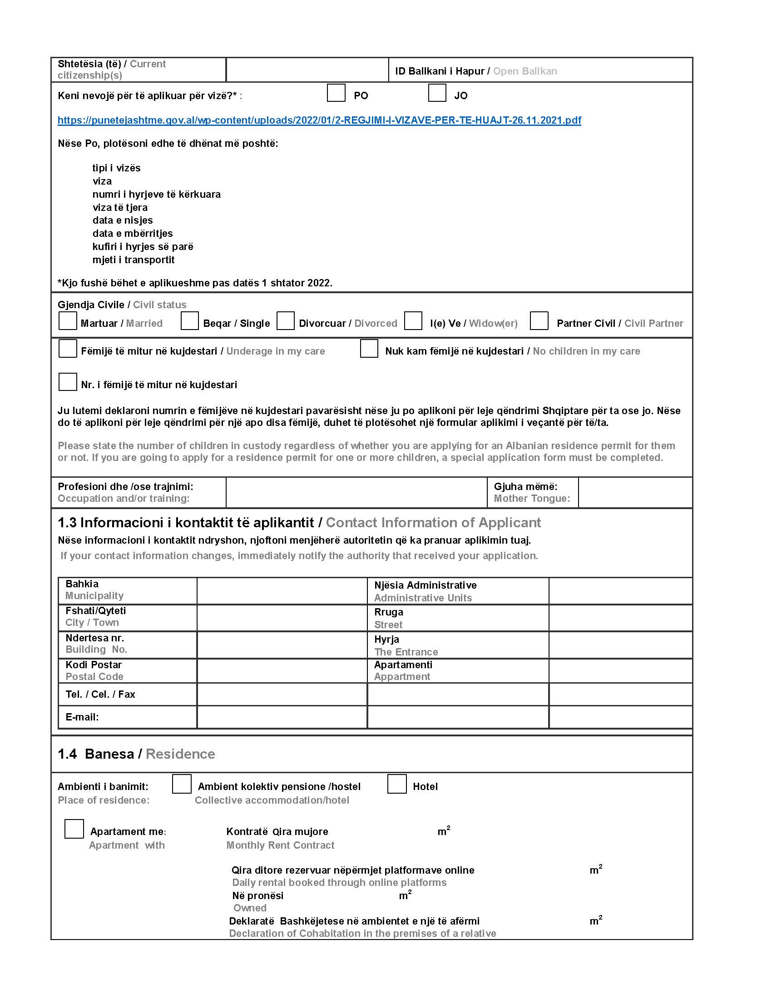 Shtetësia (të) / Current
citizenship(s)
ID Ballkani i Hapur / Open Ballkan
Keni nevojë për të aplikuar për vizë?* : PO JO
https://punetejashtme.gov.al/wp-content/uploads/2022/01/2-REGJIMI-I-VIZAVE-PER-TE-HUAJT-26.11.2021.pdf
Nëse Po, plotësoni edhe të dhënat më poshtë:
tipi i vizës
viza
numri i hyrjeve të kërkuara
viza të tjera
data e nisjes
data e mbërritjes
kufiri i hyrjes së parë
mjeti i transportit
*Kjo fushë bëhet e aplikueshme pas datës 1 shtator 2022.
Gjendja Civile / Civil status
Martuar / Married Beqar / Single Divorcuar / Divorced I(e) Ve / Widow(er) Partner Civil / Civil Partner
Fëmijë të mitur në kujdestari / Underage in my care Nuk kam fëmijë në kujdestari / No children in my care
Nr. i fëmijë të mitur në kujdestari
Ju lutemi deklaroni numrin e fëmijëve në kujdestari pavarësisht nëse ju po aplikoni për leje qëndrimi Shqiptare për ta ose jo. Nëse
do të aplikoni për leje qëndrimi për një apo disa fëmijë, duhet të plotësohet një formular aplikimi i veçantë për të/ta.
Please state the number of children in custody regardless of whether you are applying for an Albanian residence permit for them
or not. If you are going to apply for a residence permit for one or more children, a special application form must be completed.
Profesioni dhe /ose trajnimi:
Occupation and/or training:
Gjuha mëmë:
Mother Tongue:
1.3 Informacioni i kontaktit të aplikantit / Contact Information of Applicant
Nëse informacioni i kontaktit ndryshon, njoftoni menjëherë autoritetin që ka pranuar aplikimin tuaj.
If your contact information changes, immediately notify the authority that received your application.
Bahkia
Municipality
Njësia Administrative
Administrative Units
Fshati/Qyteti
City / Town
Rruga
Street
Ndertesa nr.
Building No.
Hyrja
The Entrance
Kodi Postar
Postal Code
Apartamenti
Appartment
Tel. / Cel. / Fax
E-mail:
1.4 Banesa / Residence
Ambienti i banimit: Ambient kolektiv pensione /hostel Hotel
Place of residence: Collective accommodation/hotel
Apartament me: Kontratë Qira mujore m²
Apartment with Monthly Rent Contract
Qira ditore rezervuar nëpërmjet platformave online m²
Daily rental booked through online platforms
Në pronësi m²
Owned
Deklaratë Bashkëjetese në ambientet e një të afërmi m²
Declaration of Cohabitation in the premises of a relative